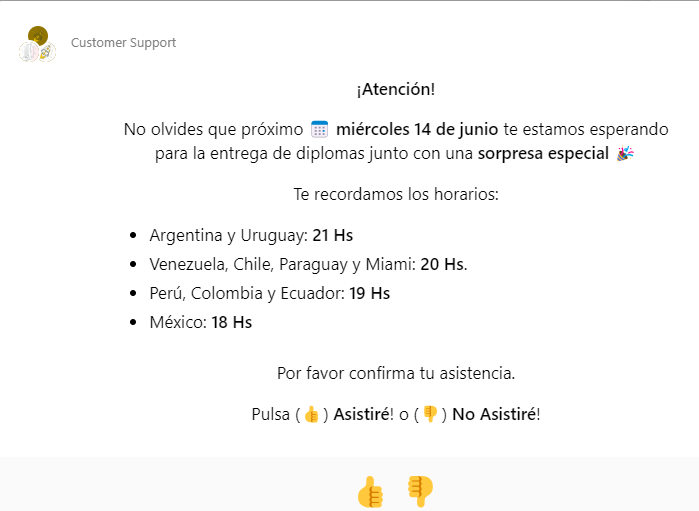 Customer Support
¡Atención!
No olvides que próximo 📅 miércoles 14 de junio te estamos esperando
para la entrega de diplomas junto con una sorpresa especial 🎉
Te recordamos los horarios:
• Argentina y Uruguay: 21 Hs
• Venezuela, Chile, Paraguay y Miami: 20 Hs.
• Perú, Colombia y Ecuador: 19 Hs
• México: 18 Hs
Por favor confirma tu asistencia.
Pulsa (👍) Asistiré! o (👎) No Asistiré!